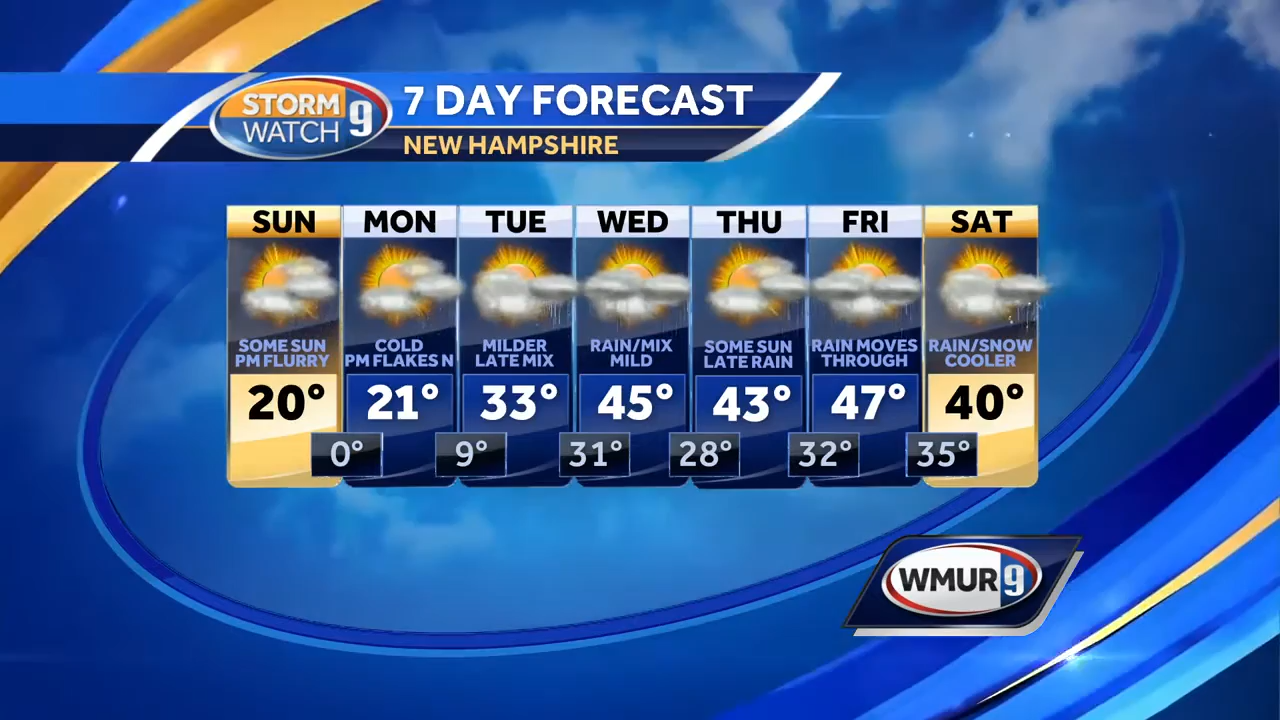 STORM
WATCH 9
7 DAY FORECAST
NEW HAMPSHIRE
SUN MON TUE WED THU FRI SAT
SOME SUN COLD MILDER RAIN/MIX SOME SUN RAIN MOVES RAIN/SNOW
PM FLURRY PM FLAKES N LATE MIX MILD LATE RAIN THROUGH COOLER
20° 21° 33° 45° 43° 47° 40°
0° 9° 31° 28° 32° 35°
WMUR 9